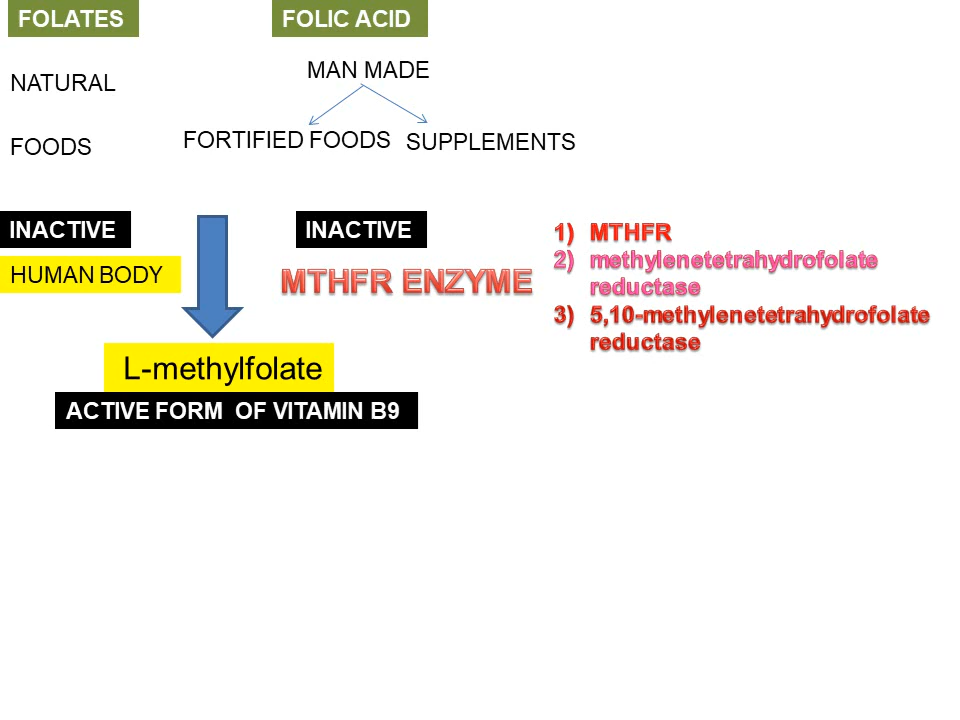 FOLATES
FOLIC ACID
NATURAL
MAN MADE
FOODS
FORTIFIED FOODS
SUPPLEMENTS
INACTIVE
INACTIVE
HUMAN BODY
MTHFR ENZYME
1) MTHFR
2) methylenetetrahydrofolate
reductase
3) 5,10-methylenetetrahydrofolate
reductase
L-methylfolate
ACTIVE FORM OF VITAMIN B9